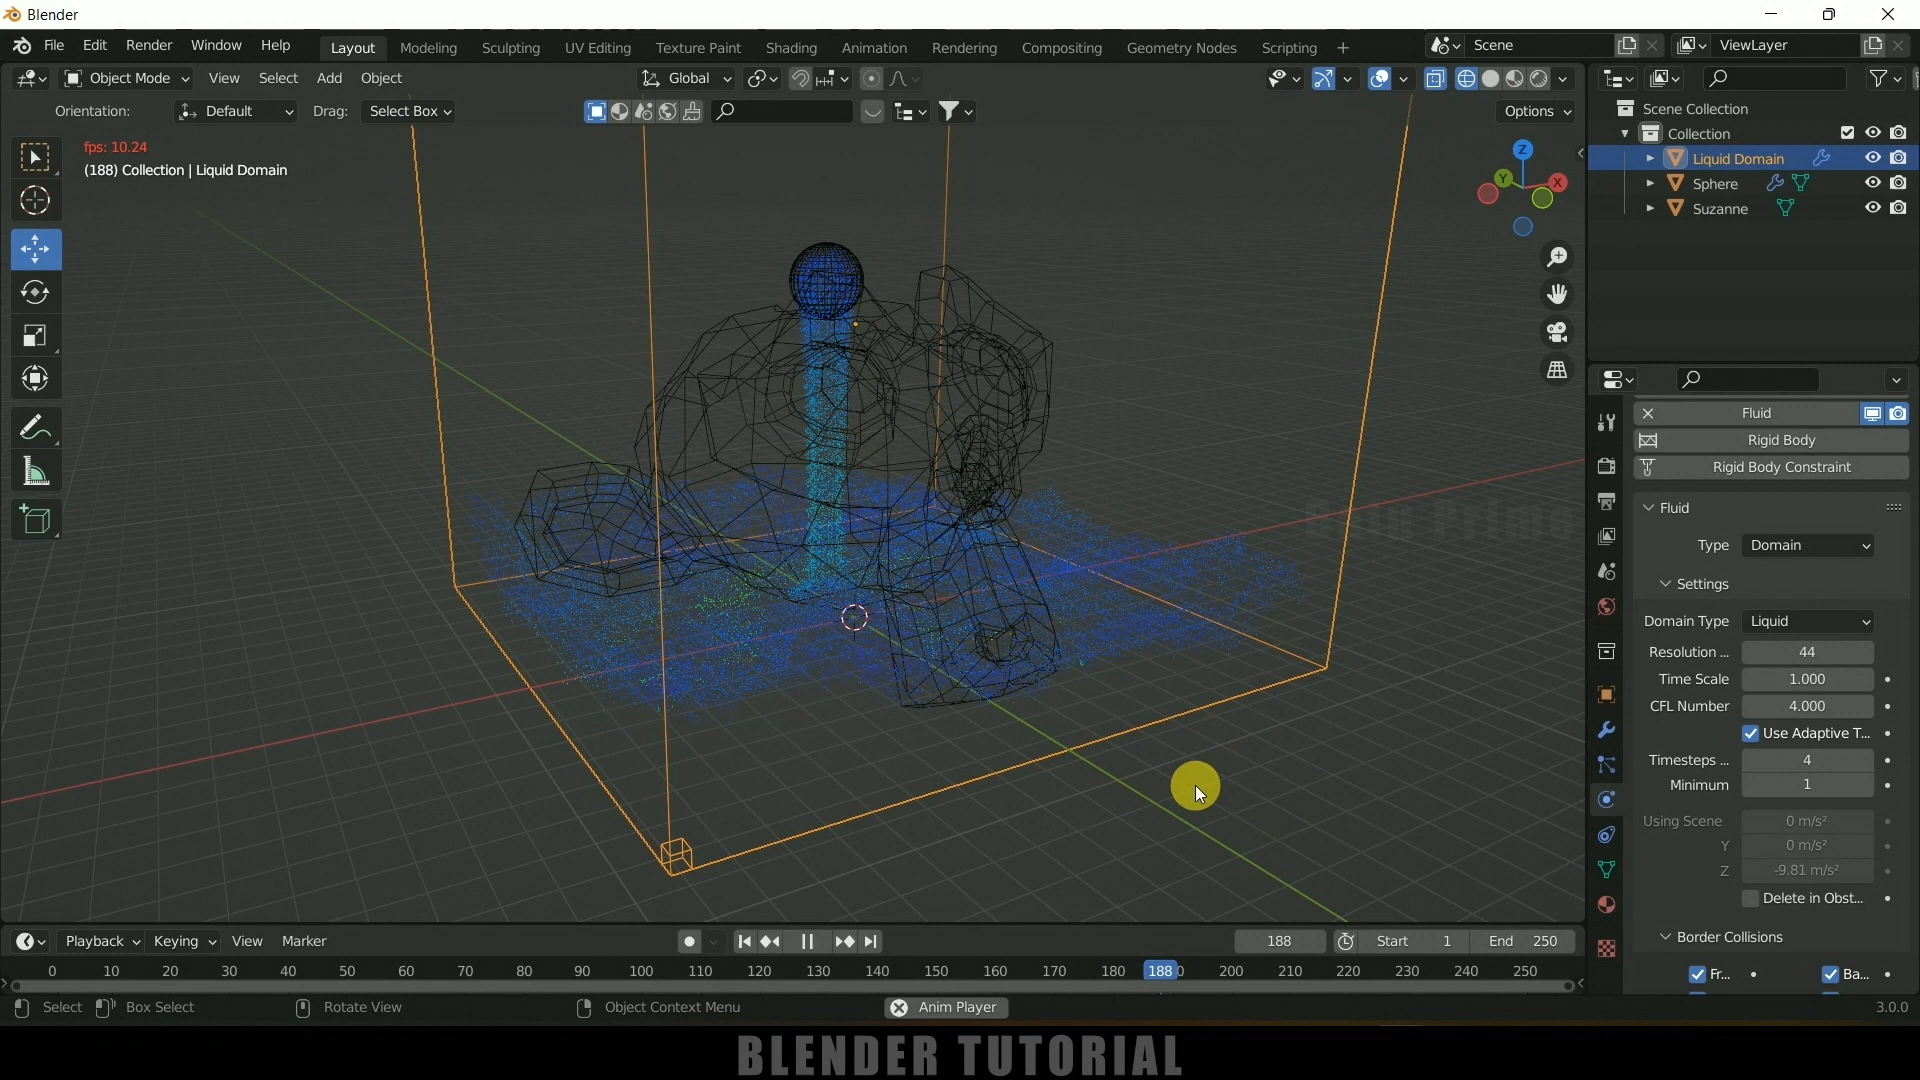 Blender
File Edit Render Window Help Layout Modeling Sculpting UV Editing Texture Paint Shading Animation Rendering Compositing Geometry Nodes Scripting + Scene ViewLayer
Object Mode View Select Add Object Global
Orientation: Default Drag: Select Box Options
fps: 10.24
(188) Collection | Liquid Domain
Z
Y
X
Scene Collection
Collection
Liquid Domain
Sphere
Suzanne
Fluid
Rigid Body
Rigid Body Constraint
Fluid
Type Domain
Settings
Domain Type Liquid
Resolution ... 44
Time Scale 1.000
CFL Number 4.000
Use Adaptive T...
Timesteps ... 4
Minimum 1
Using Scene 0 m/s²
Y 0 m/s²
Z -9.81 m/s²
Delete in Obst...
Border Collisions
Fr... Ba...
Playback Keying View Marker 188 Start 1 End 250
0 10 20 30 40 50 60 70 80 90 100 110 120 130 140 150 160 170 180 188 0 200 210 220 230 240 250
Select Box Select Rotate View Object Context Menu Anim Player 3.0.0
BLENDER TUTORIAL